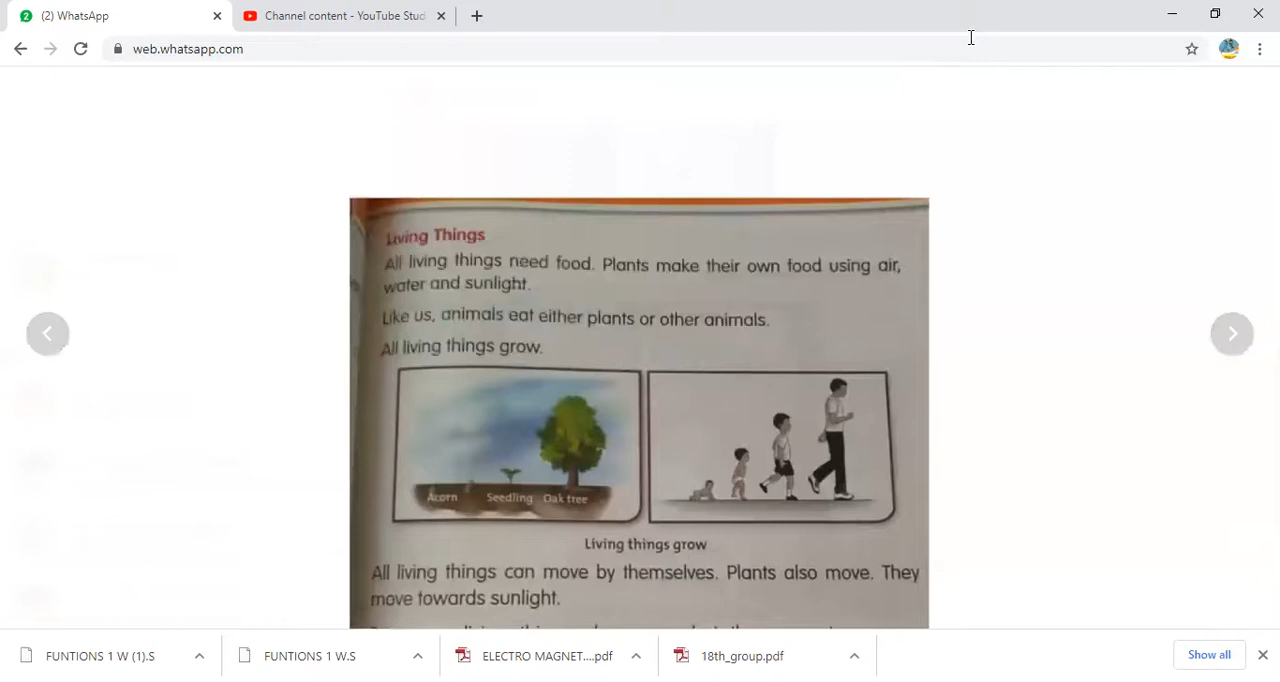 2
(2) WhatsApp
Channel content - YouTube Stud
web.whatsapp.com
Living Things
All living things need food. Plants make their own food using air,
water and sunlight.
Like us, animals eat either plants or other animals.
All living things grow.
Acorn Seedling Oak tree
Living things grow
All living things can move by themselves. Plants also move. They
move towards sunlight.
FUNTIONS 1 W (1).S
FUNTIONS 1 W.S
ELECTRO MAGNET....pdf
18th_group.pdf
Show all